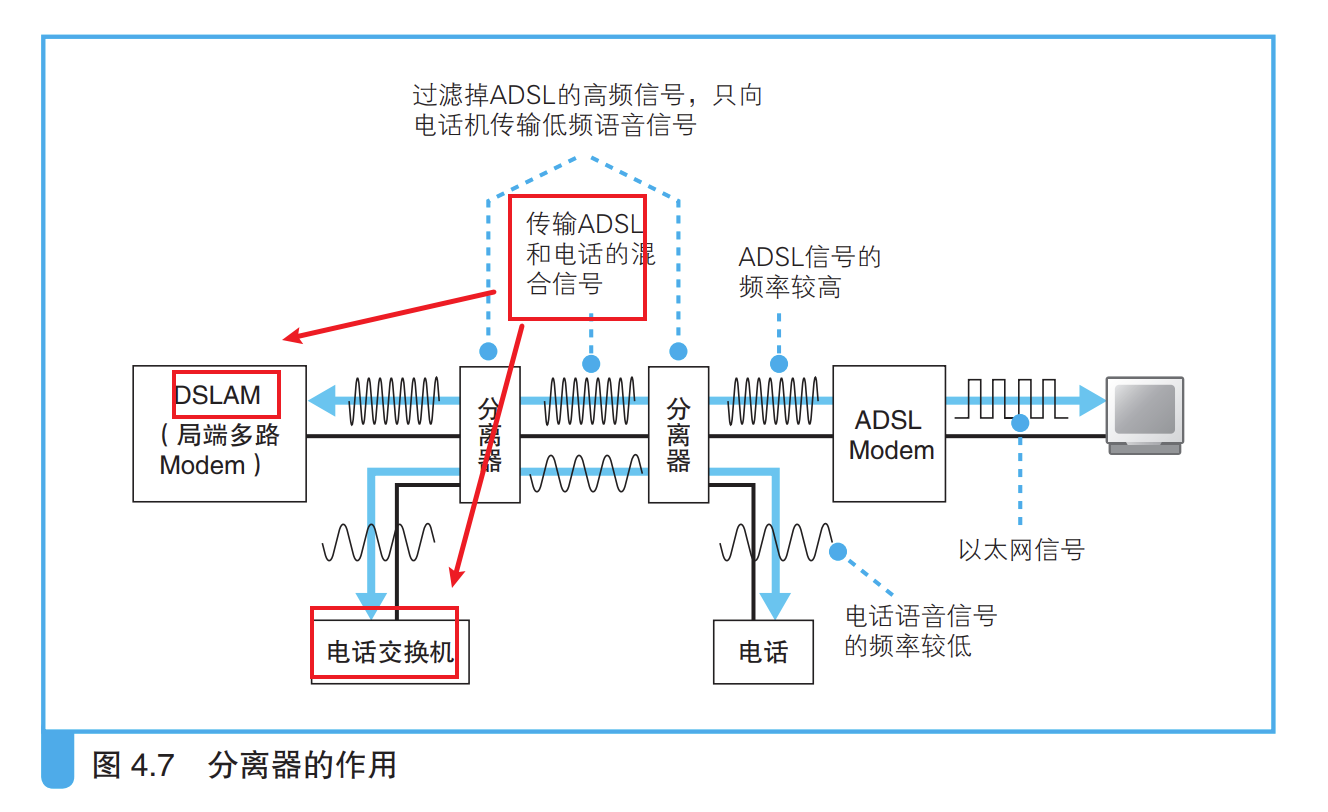 过滤掉ADSL的高频信号，只向
电话机传输低频语音信号
传输ADSL
和电话的混
合信号
ADSL信号的
频率较高
DSLAM
（局端多路
Modem）
分离器
分离器
ADSL
Modem
以太网信号
电话语音信号
的频率较低
电话交换机
电话
图 4.7 分离器的作用